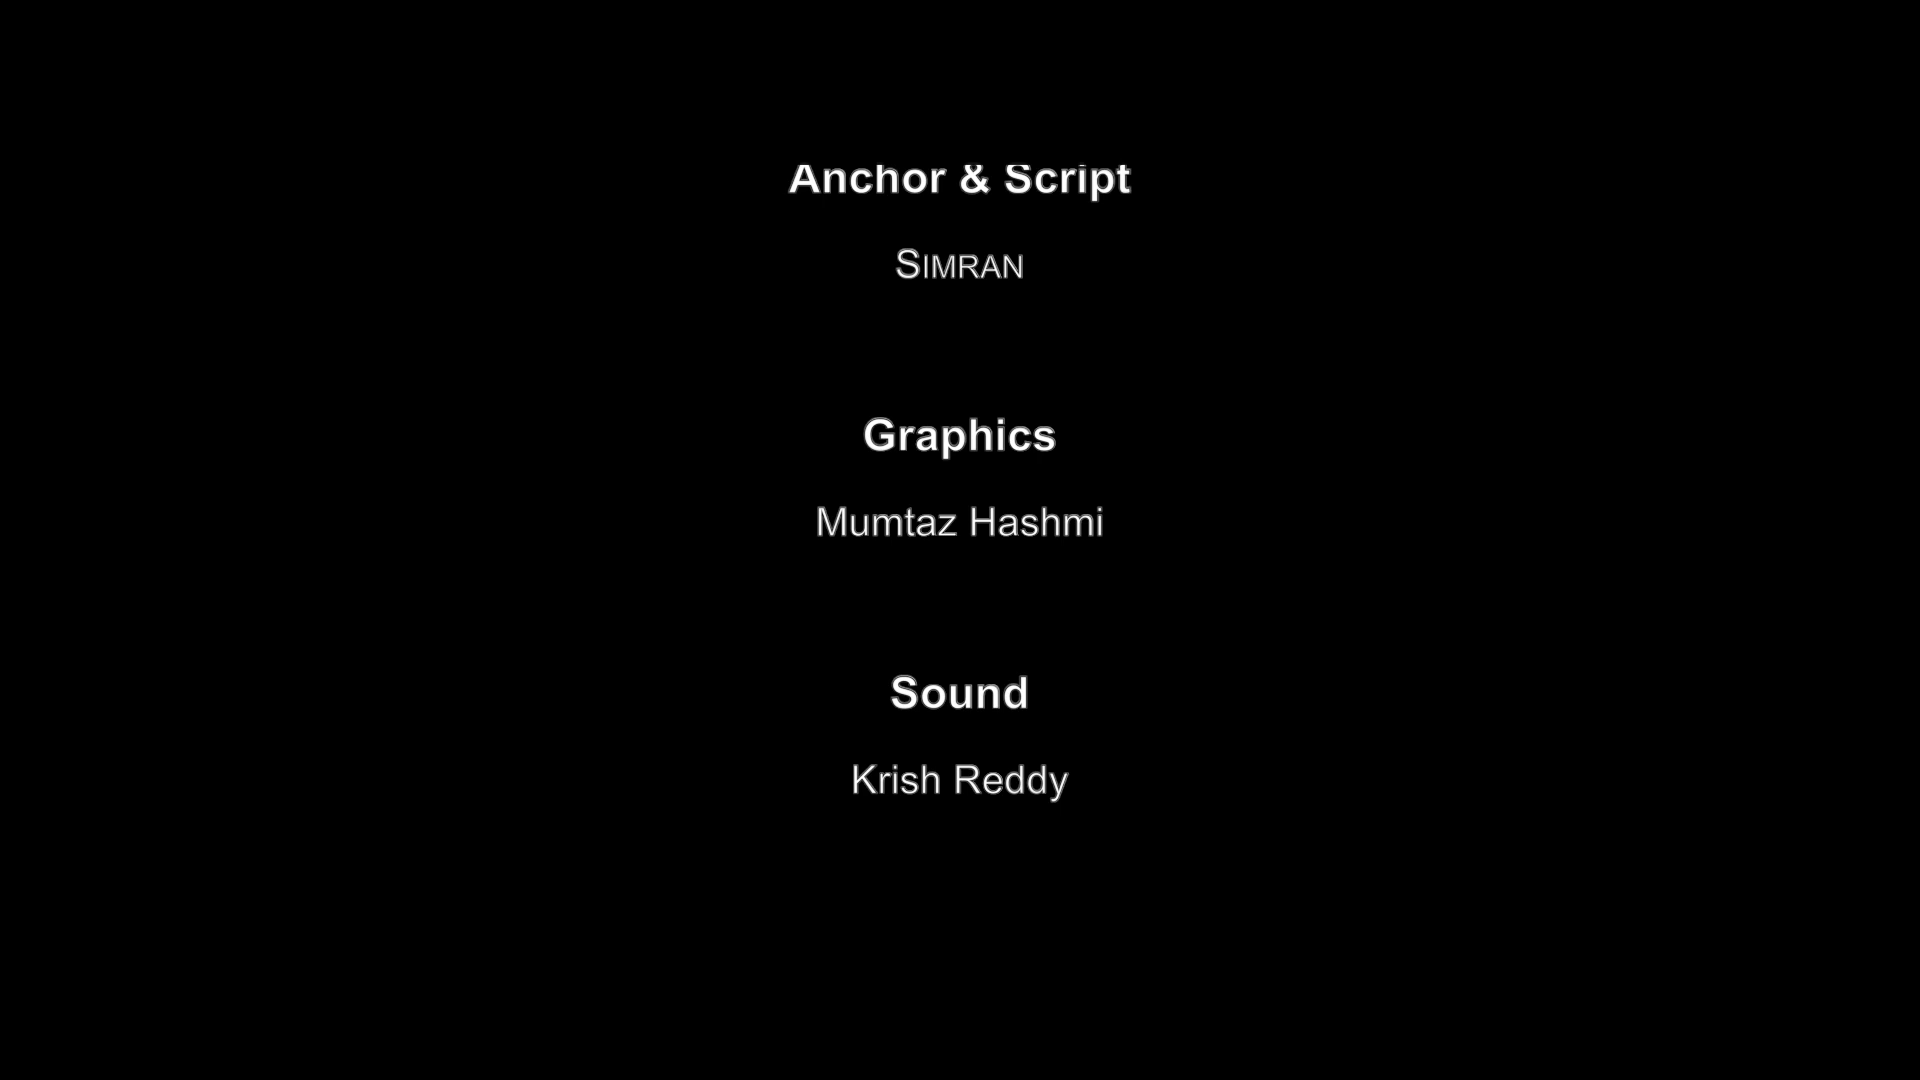 Anchor & Script
SIMRAN
Graphics
Mumtaz Hashmi
Sound
Krish Reddy